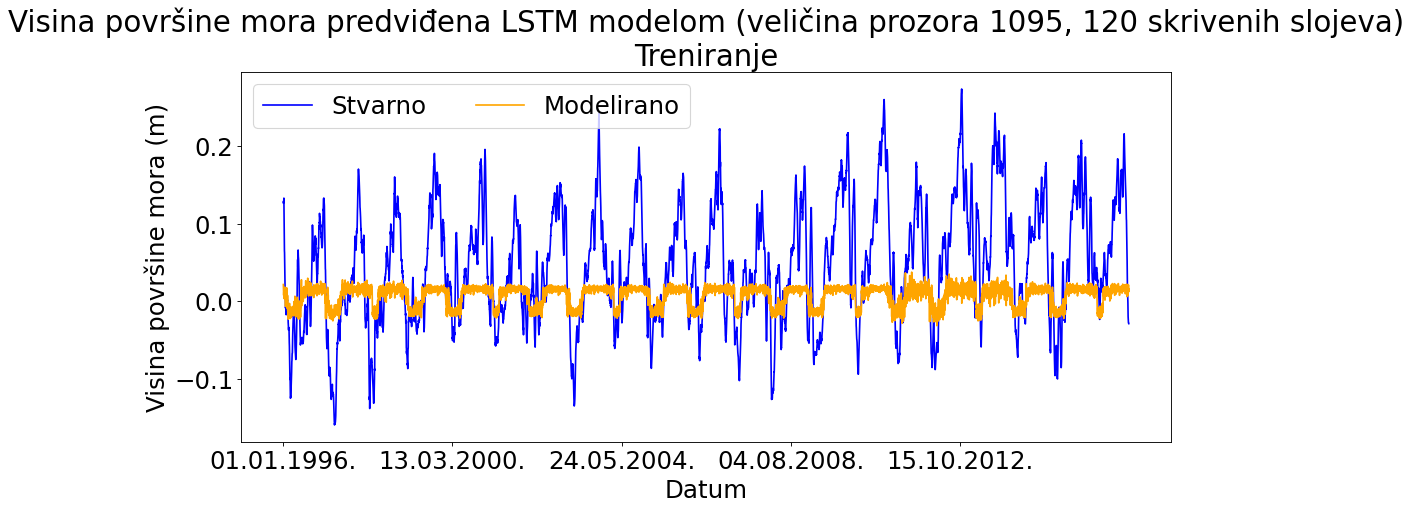 Visina površine mora predviđena LSTM modelom (veličina prozora 1095, 120 skrivenih slojeva)
Treniranje
Stvarno Modelirano
Visina površine mora (m)
0.2
0.1
0.0
−0.1
01.01.1996. 13.03.2000. 24.05.2004. 04.08.2008. 15.10.2012.
Datum